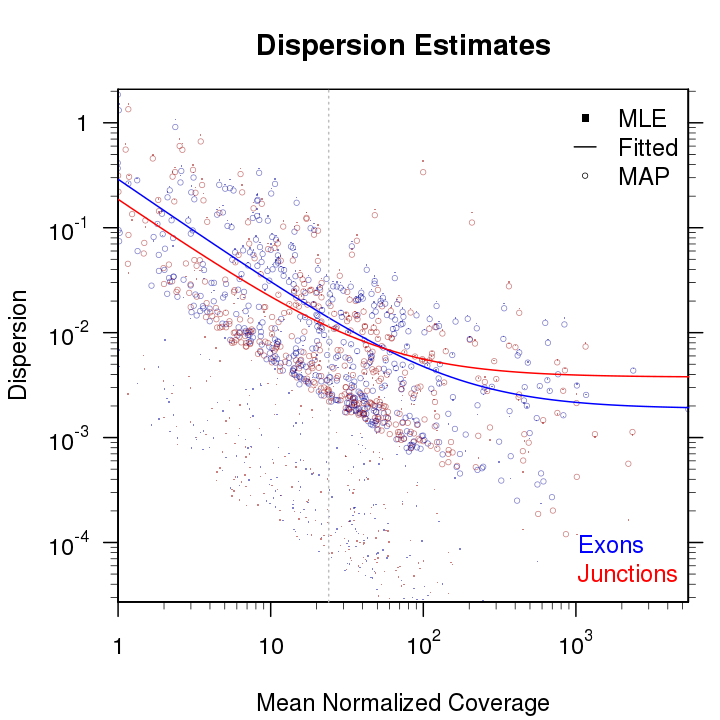 Dispersion Estimates
MLE
Fitted
MAP
1
10^-1
10^-2
10^-3
10^-4
Dispersion
Exons
Junctions
1 10 10^2 10^3
Mean Normalized Coverage